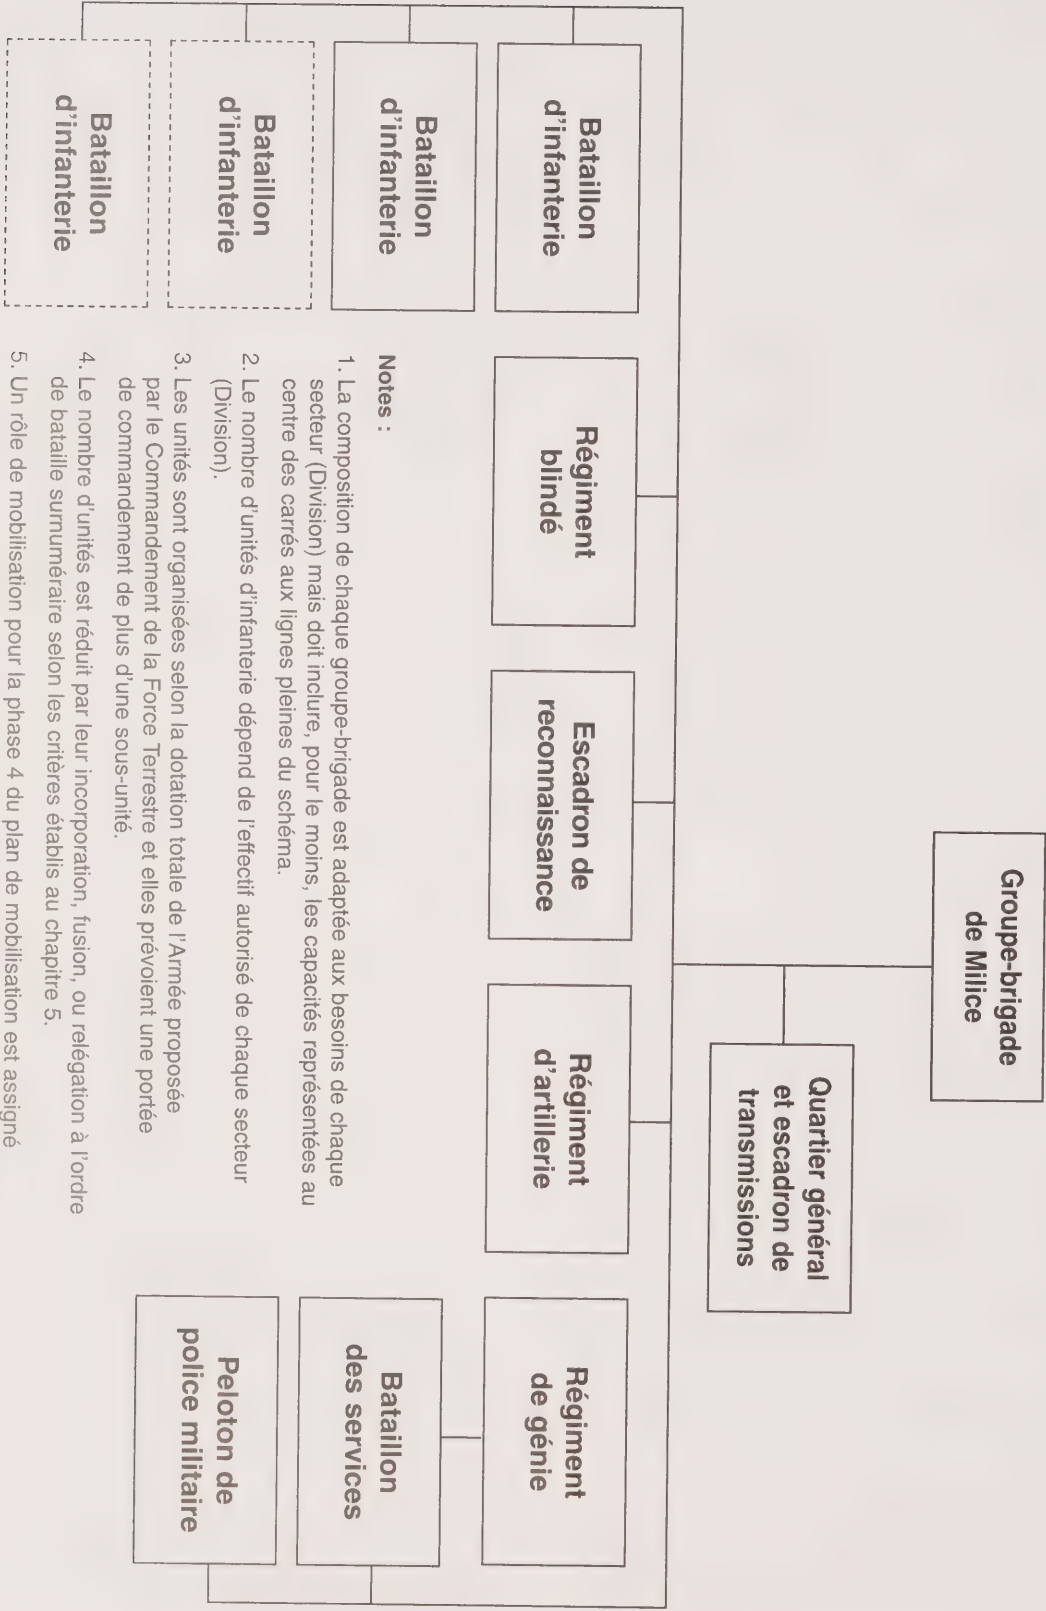 Groupe-brigade
de Milice
Quartier général
et escadron de
transmissions
Bataillon
d'infanterie
Régiment
blindé
Escadron de
reconnaissance
Régiment
d'artillerie
Régiment
de génie
Bataillon
d'infanterie
Bataillon
des services
Bataillon
d'infanterie
Peloton de
police militaire
Bataillon
d'infanterie
Notes :
1. La composition de chaque groupe-brigade est adaptée aux besoins de chaque
secteur (Division) mais doit inclure, pour le moins, les capacités représentées au
centre des carrés aux lignes pleines du schéma.
2. Le nombre d'unités d'infanterie dépend de l'effectif autorisé de chaque secteur
(Division).
3. Les unités sont organisées selon la dotation totale de l'Armée proposée
par le Commandement de la Force Terrestre et elles prévoient une portée
de commandement de plus d'une sous-unité.
4. Le nombre d'unités est réduit par leur incorporation, fusion, ou relégation à l'ordre
de bataille surnuméraire selon les critères établis au chapitre 5.
5. Un rôle de mobilisation pour la phase 4 du plan de mobilisation est assigné